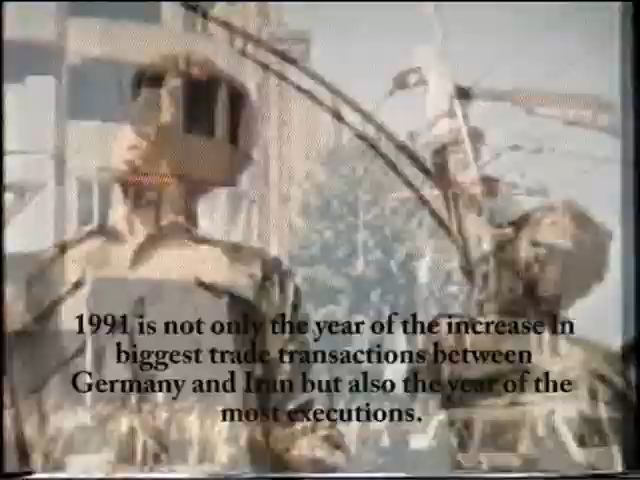 1991 is not only the year of the increase in
biggest trade transactions between
Germany and Iran but also the year of the
most executions.